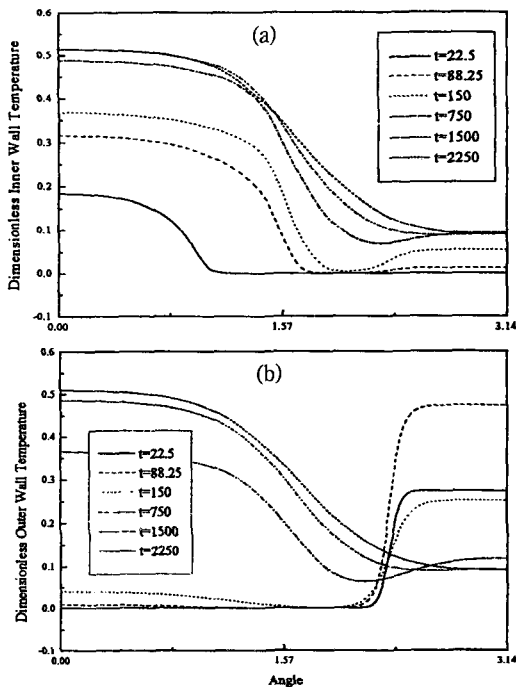 (a)
Dimensionless Inner Wall Temperature
0.6
0.5
0.4
0.3
0.2
0.1
0.0
-0.1
t=22.5
t=88.25
t=150
t=750
t=1500
t=2250
0.00
1.57
3.14
(b)
Dimensionless Outer Wall Temperature
0.6
0.5
0.4
0.3
0.2
0.1
0.0
-0.1
t=22.5
t=88.25
t=150
t=750
t=1500
t=2250
0.00
1.57
3.14
Angle